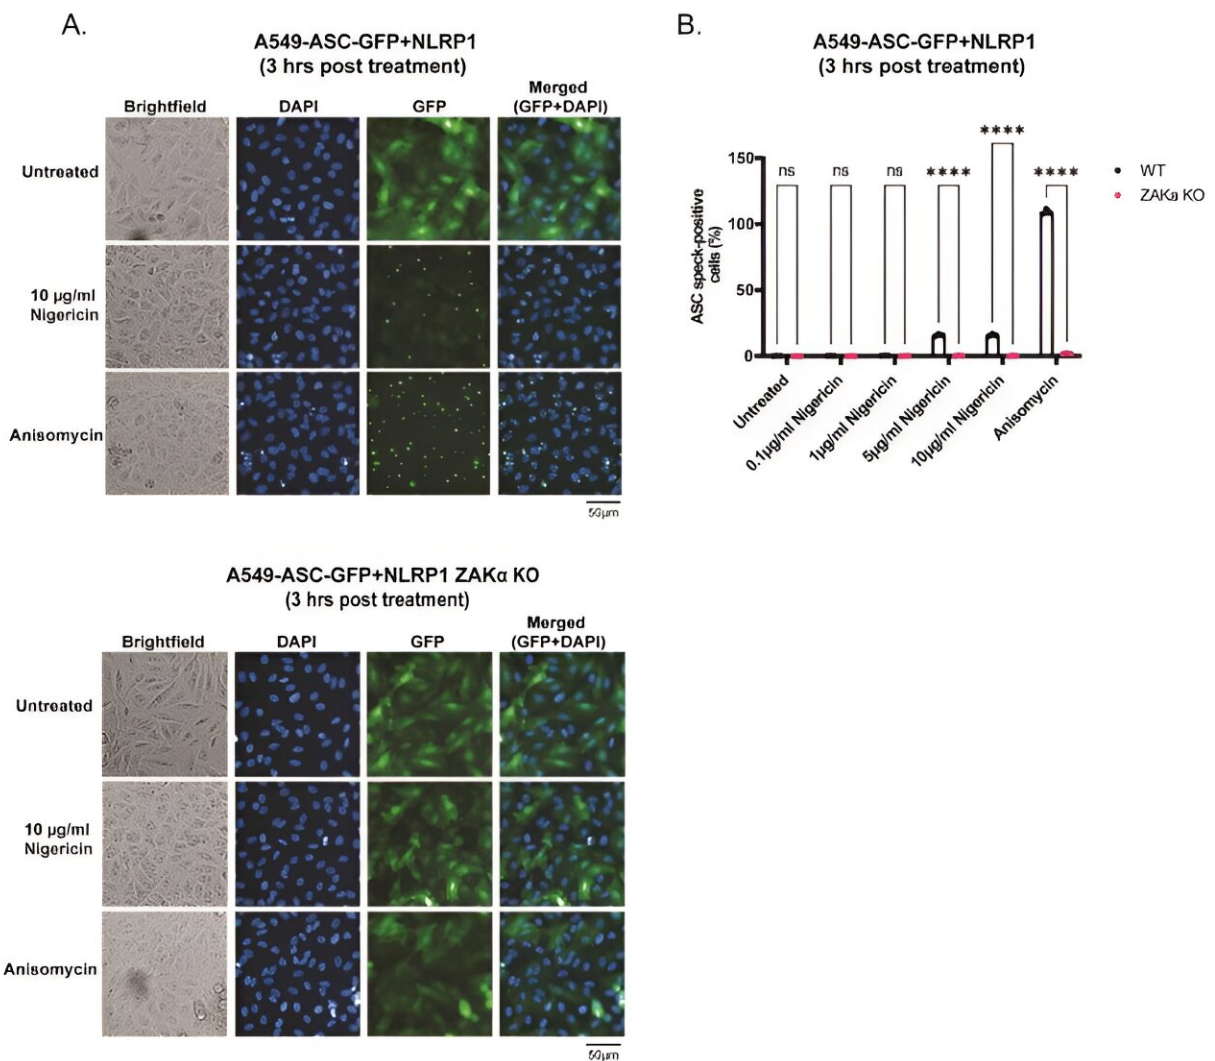 A.
A549-ASC-GFP+NLRP1
(3 hrs post treatment)
Brightfield DAPI GFP Merged
(GFP+DAPI)
Untreated
10 µg/ml
Nigericin
Anisomycin
50µm
A549-ASC-GFP+NLRP1 ZAKα KO
(3 hrs post treatment)
Brightfield DAPI GFP Merged
(GFP+DAPI)
Untreated
10 µg/ml
Nigericin
Anisomycin
50µm
B.
A549-ASC-GFP+NLRP1
(3 hrs post treatment)
ASC speck-positive
cells (%)
150
100
50
0
ns ns ns **** **** ****
WT
ZAKα KO
Untreated
0.1µg/ml Nigericin
1µg/ml Nigericin
5µg/ml Nigericin
10µg/ml Nigericin
Anisomycin